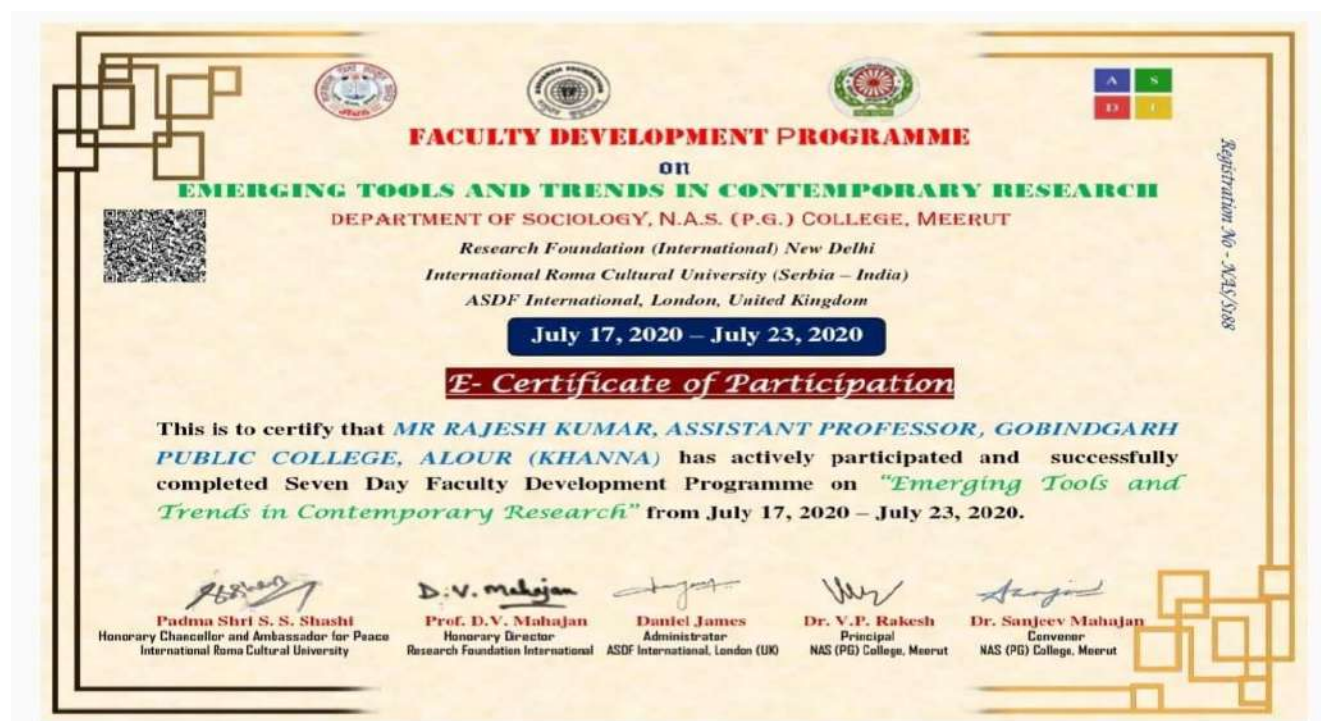 A S
D
FACULTY DEVELOPMENT PROGRAMME
on
EMERGING TOOLS AND TRENDS IN CONTEMPORARY RESEARCH
DEPARTMENT OF SOCIOLOGY, N.A.S. (P.G.) COLLEGE, MEERUT
Research Foundation (International) New Delhi
International Roma Cultural University (Serbia – India)
ASDF International, London, United Kingdom
July 17, 2020 – July 23, 2020
E- Certificate of Participation
Registration No - NAS/S188
This is to certify that MR RAJESH KUMAR, ASSISTANT PROFESSOR, GOBINDGARH
PUBLIC COLLEGE, ALOUR (KHANNA) has actively participated and successfully
completed Seven Day Faculty Development Programme on "Emerging Tools and
Trends in Contemporary Research" from July 17, 2020 – July 23, 2020.
D.V. Mahajan
Padma Shri S. S. Shashi
Honorary Chancellor and Ambassador for Peace
International Roma Cultural University
Prof. D.V. Mahajan
Honorary Director
Research Foundation International
Daniel James
Administrator
ASDF International, London (UK)
Dr. V.P. Rakesh
Principal
NAS (PG) College, Meerut
Dr. Sanjeev Mahajan
Convener
NAS (PG) College, Meerut